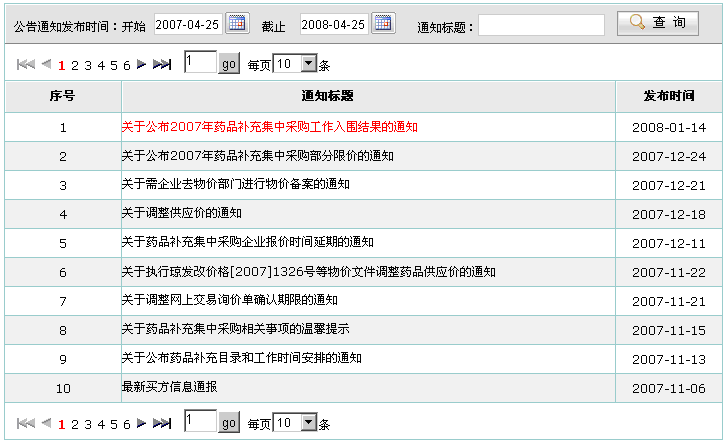 公告通知发布时间：开始 2007-04-25 截止 2008-04-25 通知标题： 查 询
1 2 3 4 5 6 1 go 每页 10 条
序号 通知标题 发布时间
1 关于公布2007年药品补充集中采购工作入围结果的通知 2008-01-14
2 关于公布2007年药品补充集中采购部分限价的通知 2007-12-24
3 关于需企业去物价部门进行物价备案的通知 2007-12-21
4 关于调整供应价的通知 2007-12-18
5 关于药品补充集中采购企业报价时间延期的通知 2007-12-11
6 关于执行琼发改价格[2007]1326号等物价文件调整药品供应价的通知 2007-11-22
7 关于调整网上交易询价单确认期限的通知 2007-11-21
8 关于药品补充集中采购相关事项的温馨提示 2007-11-15
9 关于公布药品补充目录和工作时间安排的通知 2007-11-13
10 最新买方信息通报 2007-11-06
1 2 3 4 5 6 1 go 每页 10 条